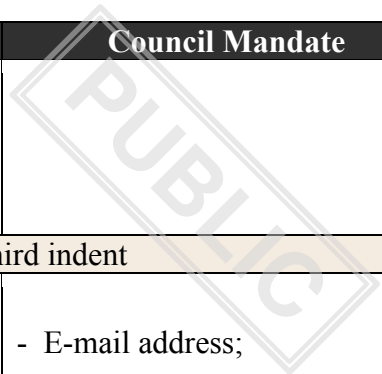 Council Mandate
PUBLIC
hird indent
- E-mail address;